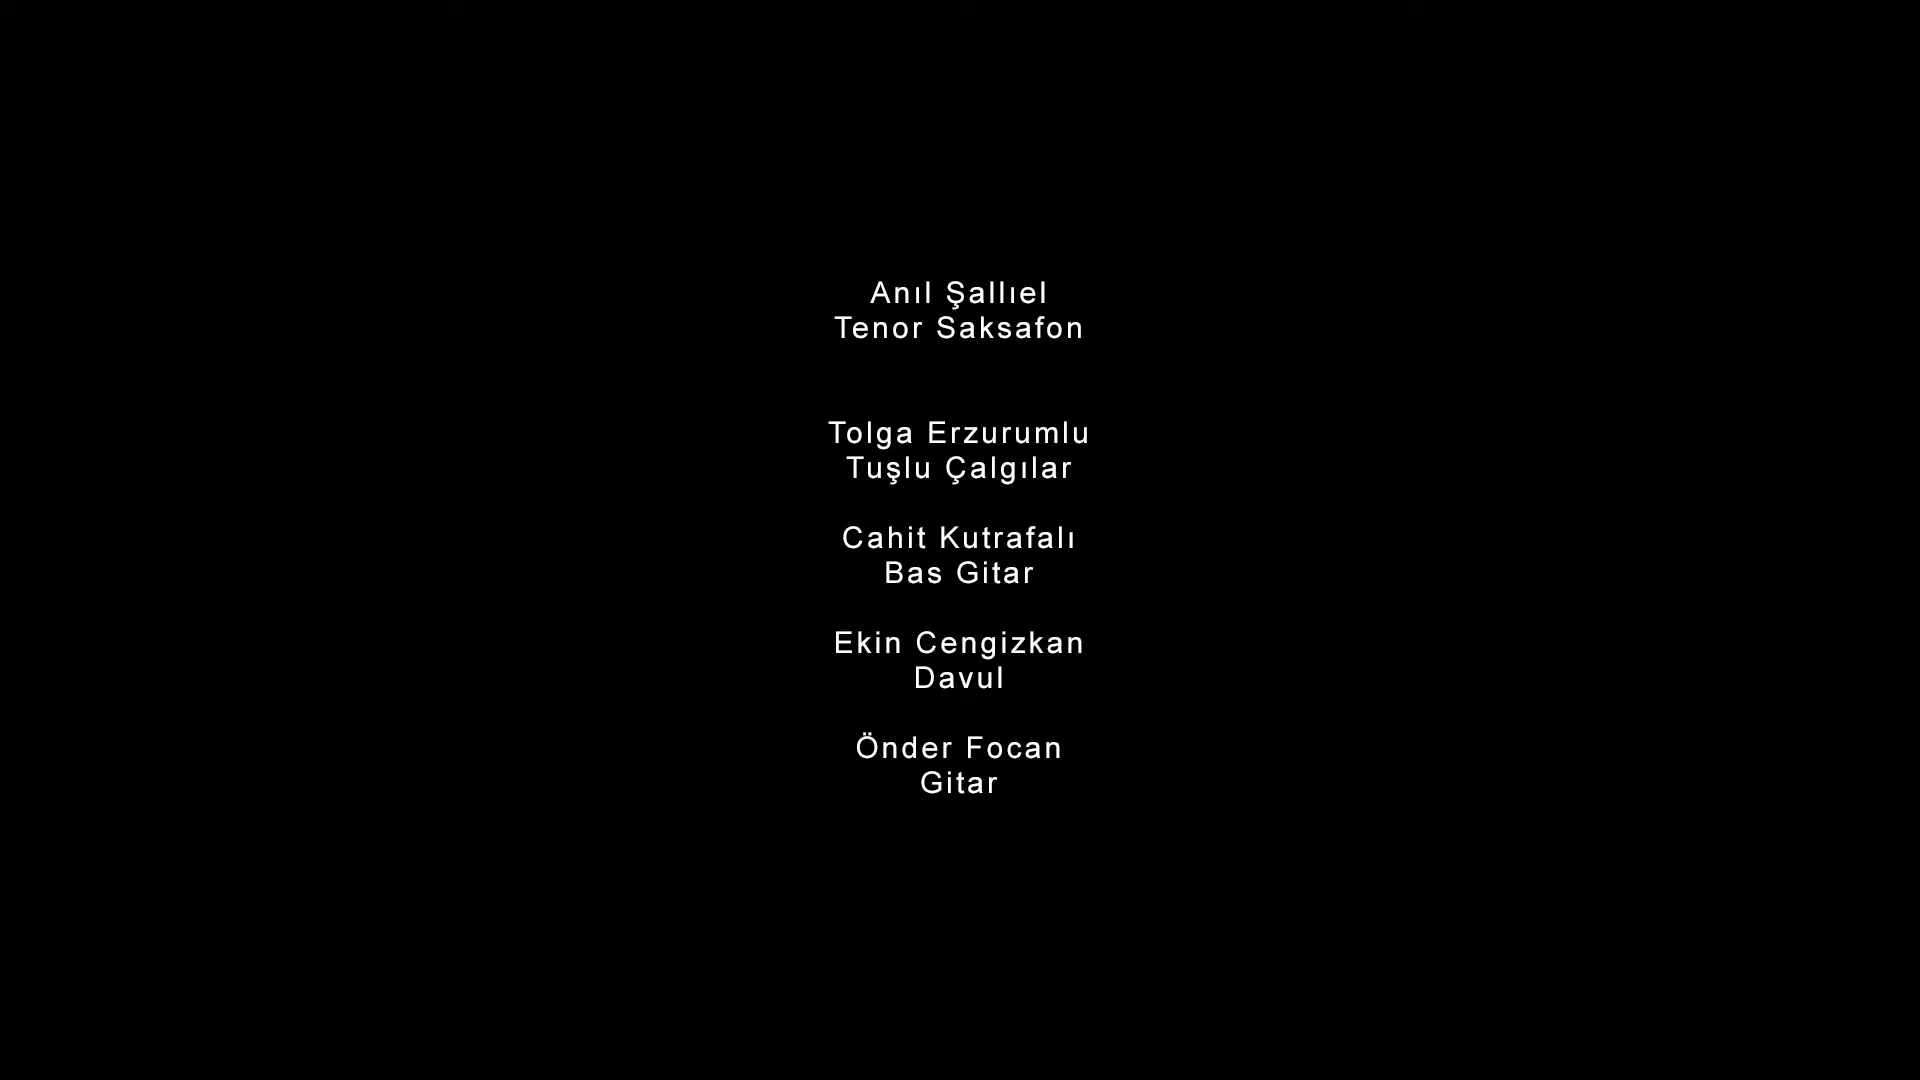 Anıl Şallıel
Tenor Saksafon
Tolga Erzurumlu
Tuşlu Çalgılar
Cahit Kutrafalı
Bas Gitar
Ekin Cengizkan
Davul
Önder Focan
Gitar